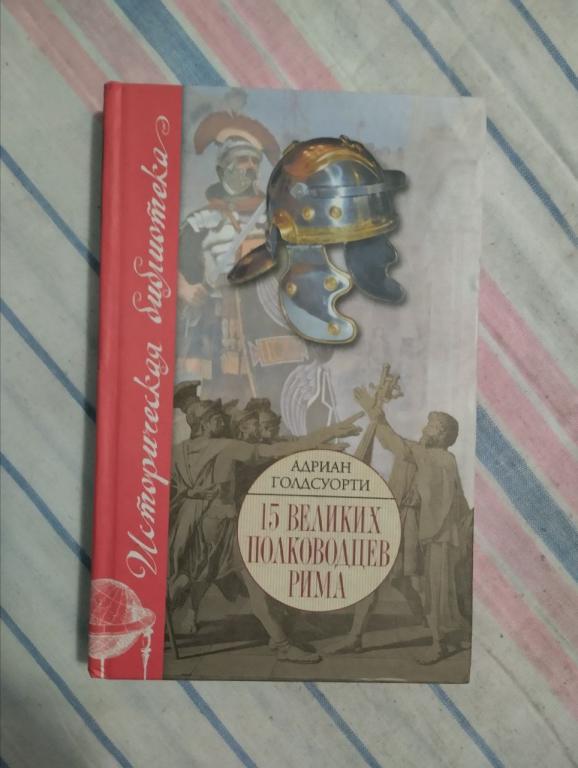 Историческая библиотека
АДРИАН
ГОЛДСУОРТИ
15 ВЕЛИКИХ
ПОЛКОВОДЦЕВ
РИМА